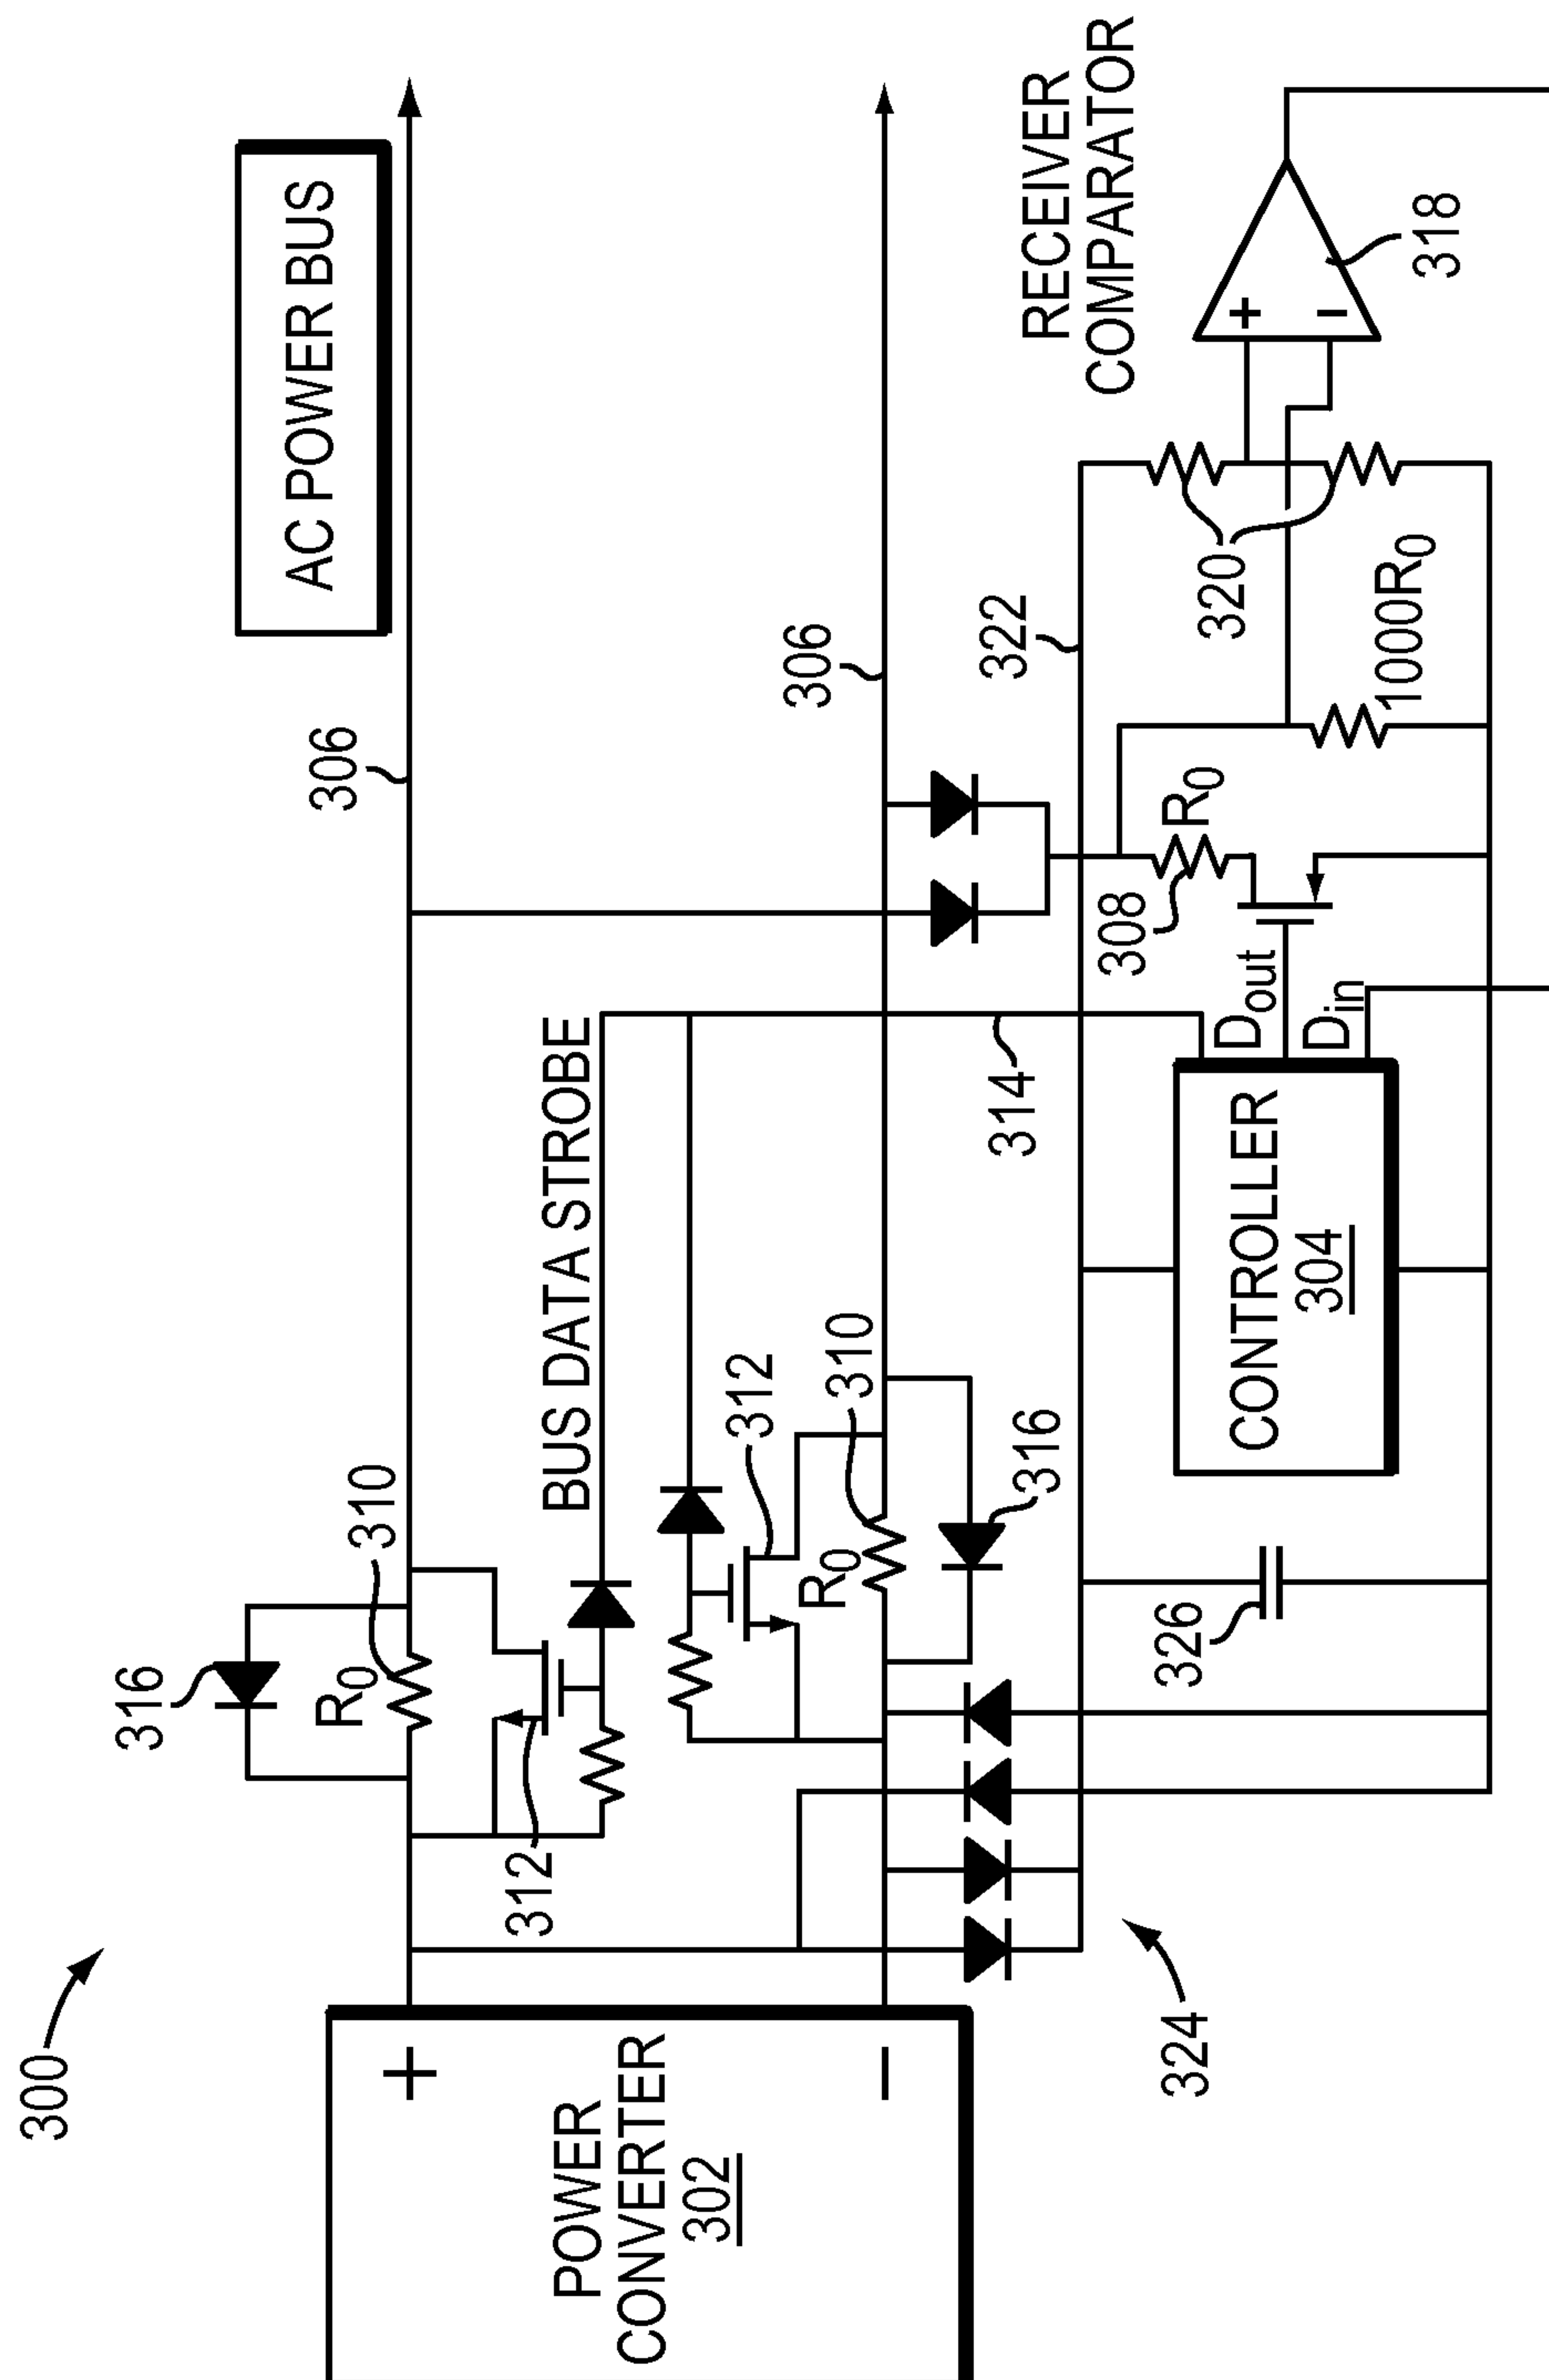 300
316
310
R0
312
306
AC POWER BUS
BUS DATA STROBE
312
R0
310
316
306
314
POWER
CONVERTER
302
+
−
324
326
CONTROLLER
304
Dout
Din
308
R0
322
320
1000R0
RECEIVER
COMPARATOR
+
−
318